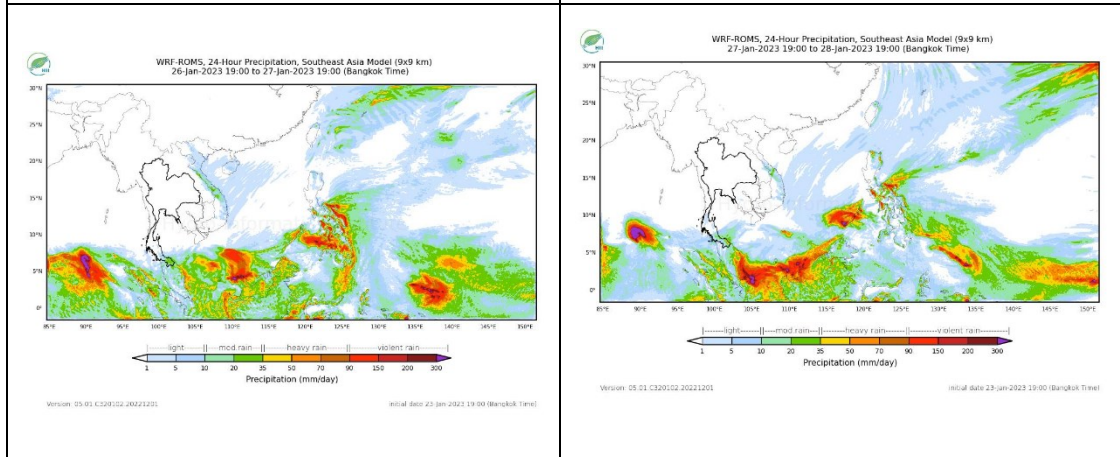 WRF-ROMS, 24-Hour Precipitation, Southeast Asia Model (9x9 km)
26-Jan-2023 19:00 to 27-Jan-2023 19:00 (Bangkok Time)
30°N
25°N
20°N
15°N
10°N
5°N
0°
85°E 90°E 95°E 100°E 105°E 110°E 115°E 120°E 125°E 130°E 135°E 140°E 145°E 150°E
|-------light-------||----mod.rain----||----heavy rain----||---------violent rain---------|
1 5 10 20 35 50 70 90 150 200 300
Precipitation (mm/day)
Version: 05.01.C320102.20221201 initial date 23-Jan-2023 19:00 (Bangkok Time)
WRF-ROMS, 24-Hour Precipitation, Southeast Asia Model (9x9 km)
27-Jan-2023 19:00 to 28-Jan-2023 19:00 (Bangkok Time)
30°N
25°N
20°N
15°N
10°N
5°N
0°
85°E 90°E 95°E 100°E 105°E 110°E 115°E 120°E 125°E 130°E 135°E 140°E 145°E 150°E
|-------light-------||----mod.rain----||----heavy rain----||---------violent rain---------|
1 5 10 20 35 50 70 90 150 200 300
Precipitation (mm/day)
Version: 05.01.C320102.20221201 initial date 23-Jan-2023 19:00 (Bangkok Time)